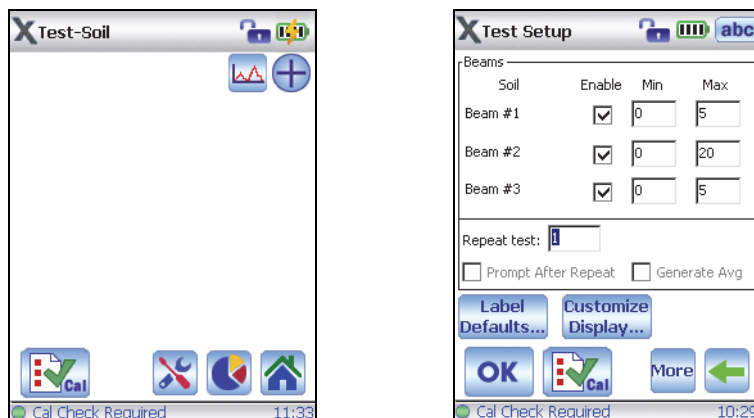 Test-Soil
Cal
Cal Check Required 11:33
Test Setup abc
Beams
Soil Enable Min Max
Beam #1 0 5
Beam #2 0 20
Beam #3 0 5
Repeat test: 1
Prompt After Repeat Generate Avg
Label Defaults...
Customize Display...
OK Cal More
Cal Check Required